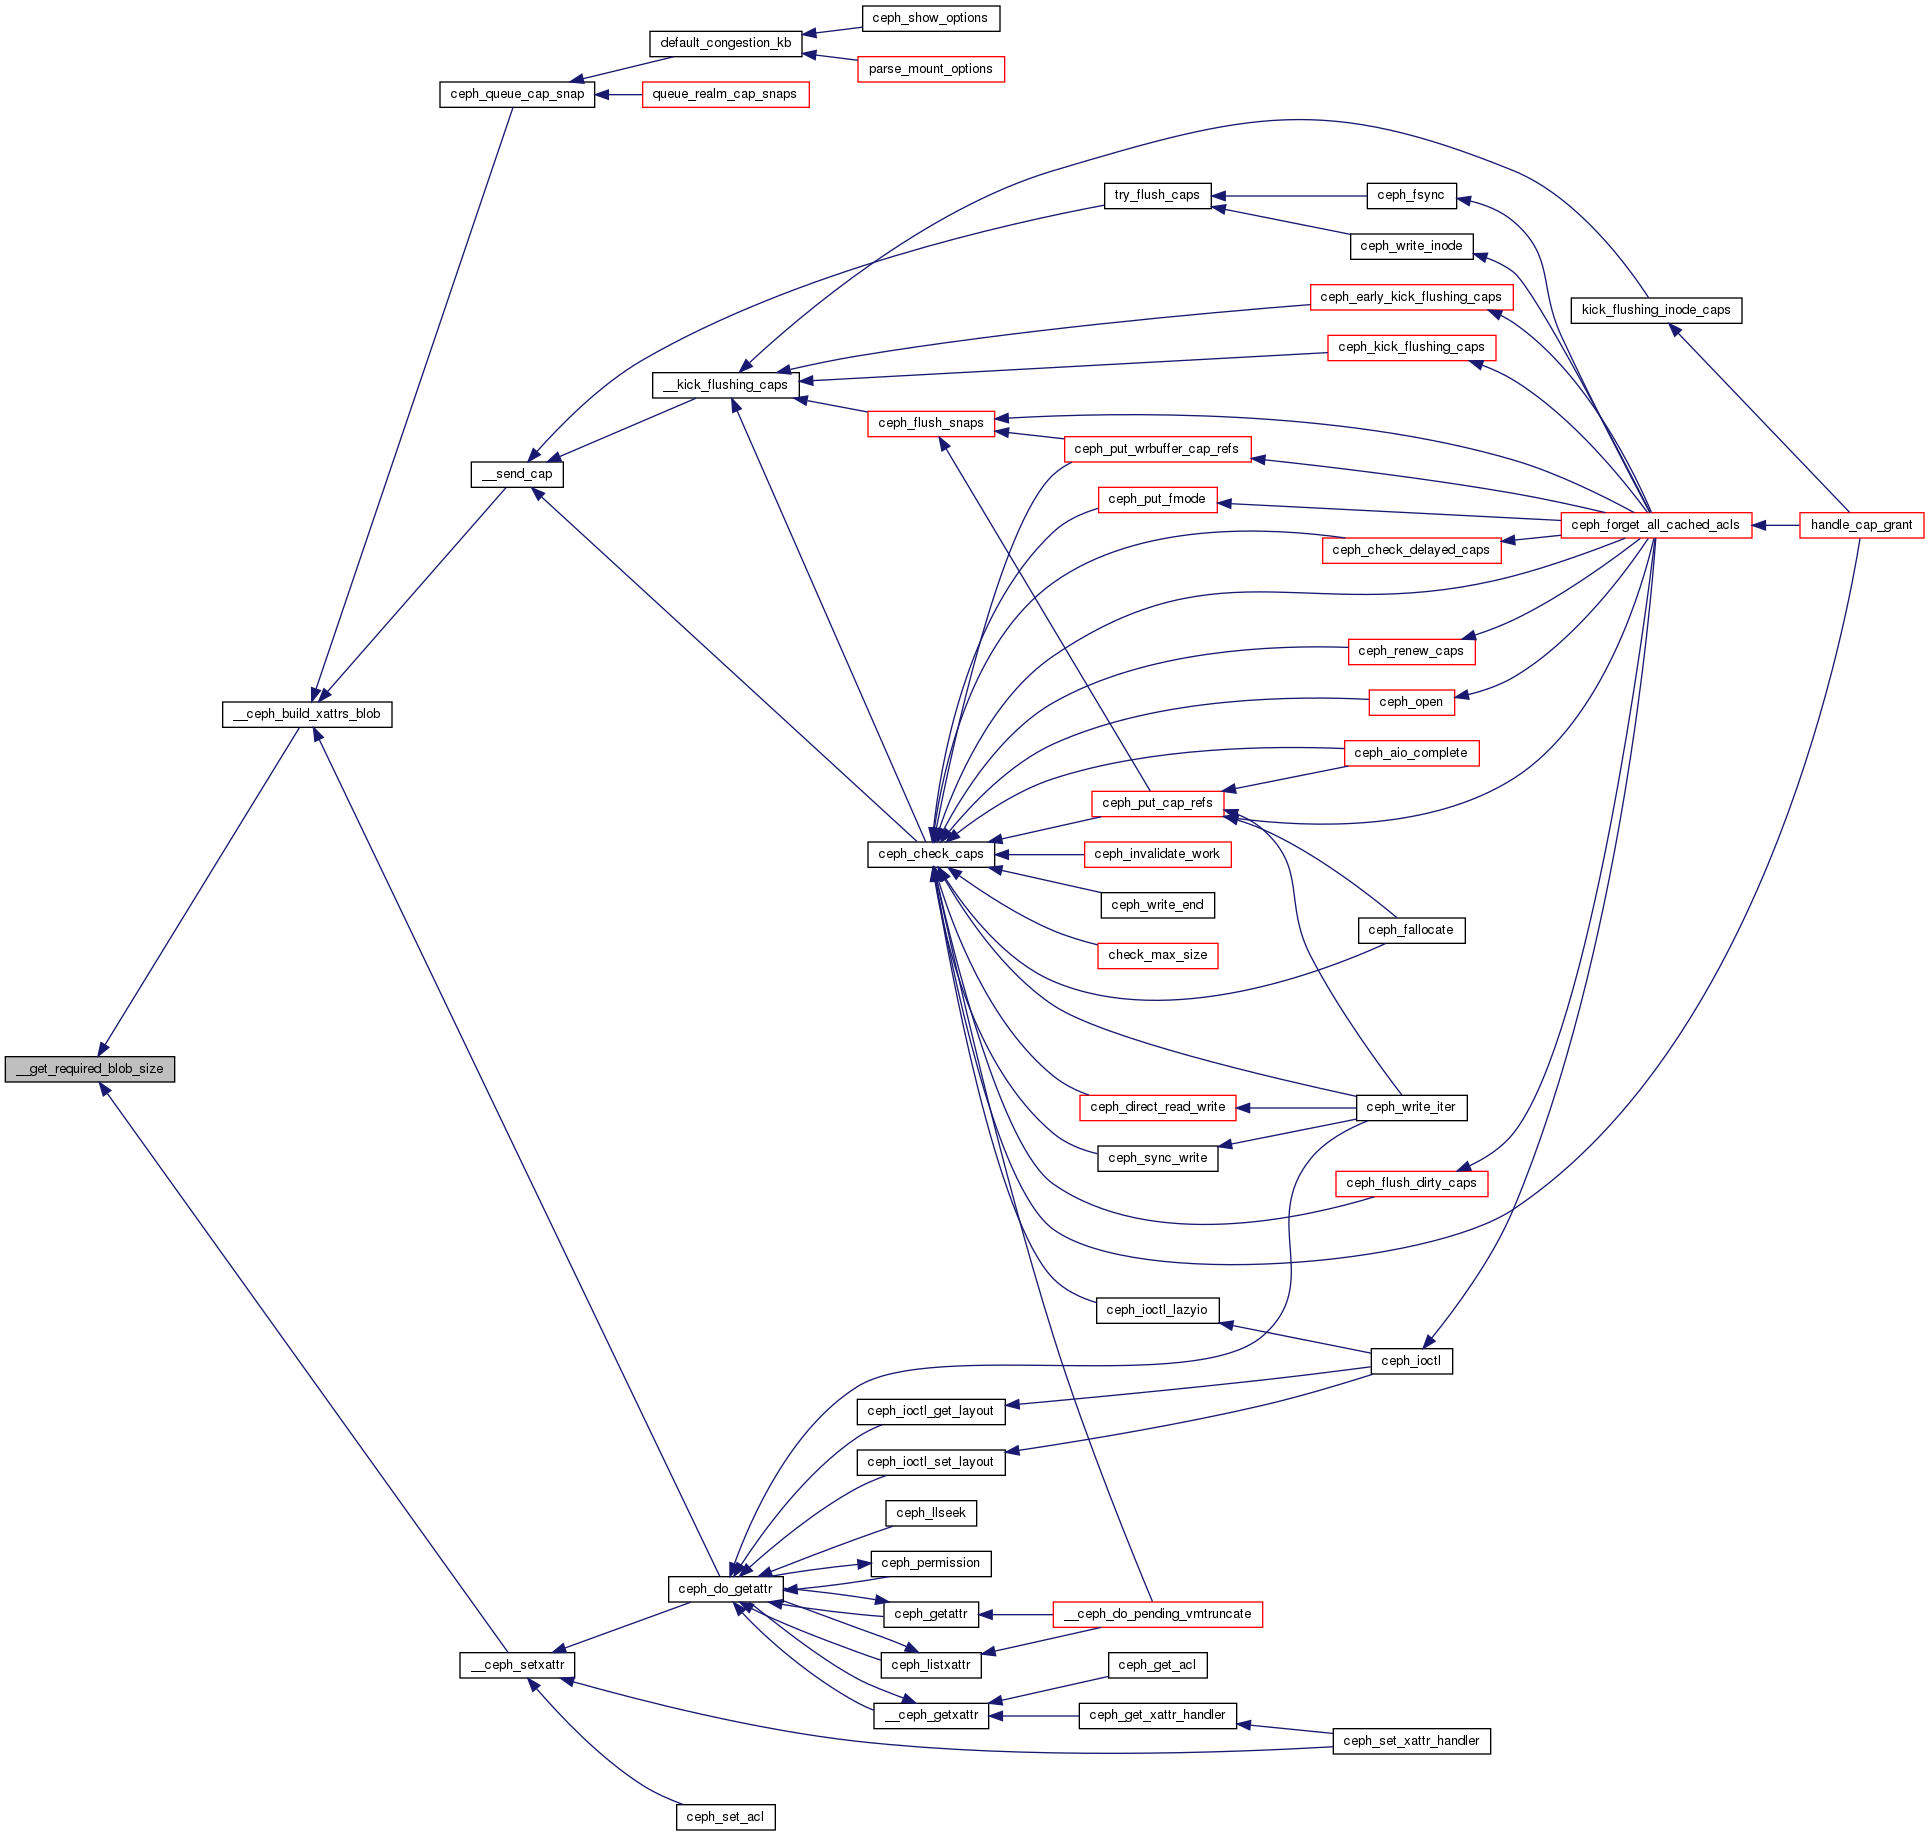 ceph_show_options
default_congestion_kb
parse_mount_options
ceph_queue_cap_snap
queue_realm_cap_snaps
try_flush_caps
ceph_fsync
ceph_write_inode
ceph_early_kick_flushing_caps
kick_flushing_inode_caps
ceph_kick_flushing_caps
__kick_flushing_caps
ceph_flush_snaps
ceph_put_wrbuffer_cap_refs
__send_cap
ceph_put_fmode
ceph_forget_all_cached_acls
handle_cap_grant
ceph_check_delayed_caps
ceph_renew_caps
ceph_open
__ceph_build_xattrs_blob
ceph_aio_complete
ceph_put_cap_refs
ceph_check_caps
ceph_invalidate_work
ceph_write_end
ceph_fallocate
check_max_size
__get_required_blob_size
ceph_direct_read_write
ceph_write_iter
ceph_sync_write
ceph_flush_dirty_caps
ceph_ioctl_lazyio
ceph_ioctl
ceph_ioctl_get_layout
ceph_ioctl_set_layout
ceph_llseek
ceph_permission
ceph_do_getattr
ceph_getattr
__ceph_do_pending_vmtruncate
__ceph_setxattr
ceph_listxattr
ceph_get_acl
__ceph_getxattr
ceph_get_xattr_handler
ceph_set_xattr_handler
ceph_set_acl